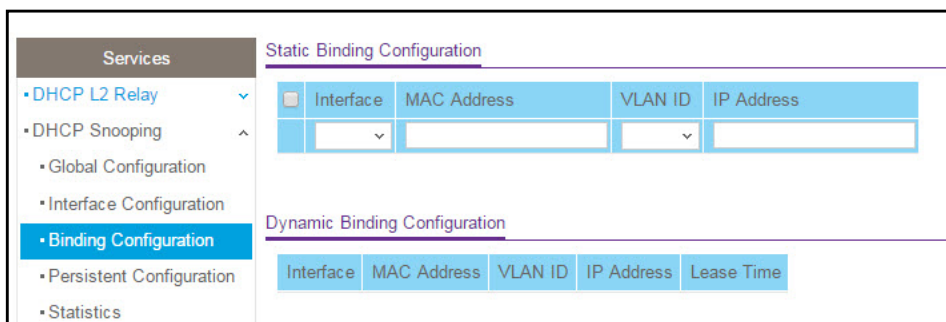 Services
DHCP L2 Relay
DHCP Snooping
Global Configuration
Interface Configuration
Binding Configuration
Persistent Configuration
Statistics
Static Binding Configuration
Interface MAC Address VLAN ID IP Address
Dynamic Binding Configuration
Interface MAC Address VLAN ID IP Address Lease Time